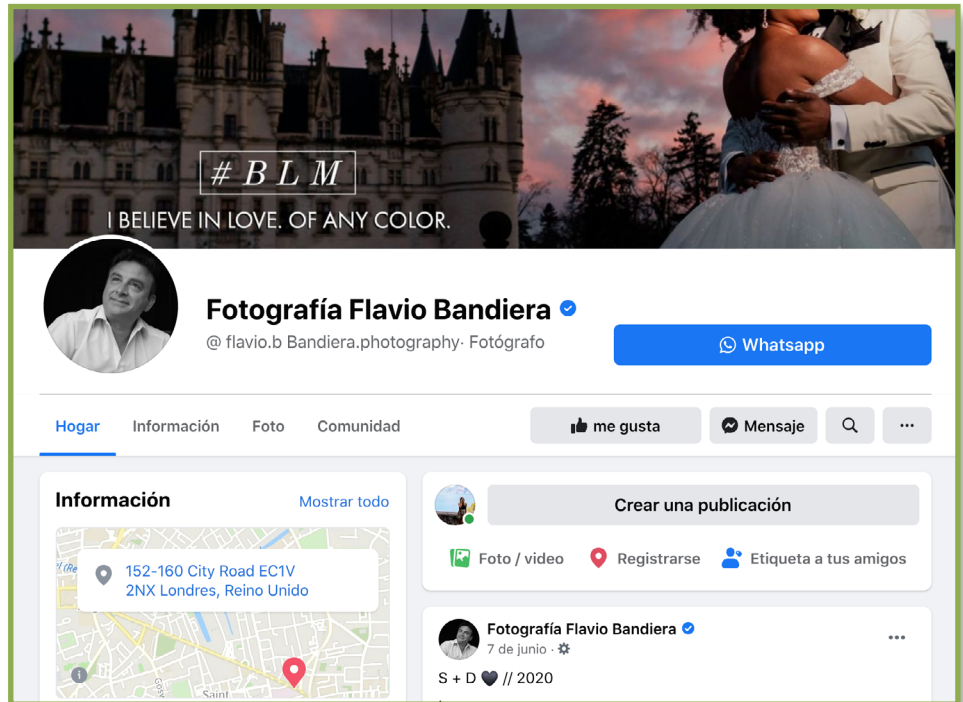 # B L M
I BELIEVE IN LOVE. OF ANY COLOR.
Fotografía Flavio Bandiera
@ flavio.b Bandiera.photography· Fotógrafo
Whatsapp
Hogar Información Foto Comunidad
me gusta Mensaje ...
Información Mostrar todo
152-160 City Road EC1V
2NX Londres, Reino Unido
Saint
Crear una publicación
Foto / video Registrarse Etiqueta a tus amigos
Fotografía Flavio Bandiera
7 de junio ·
S + D 🖤 // 2020